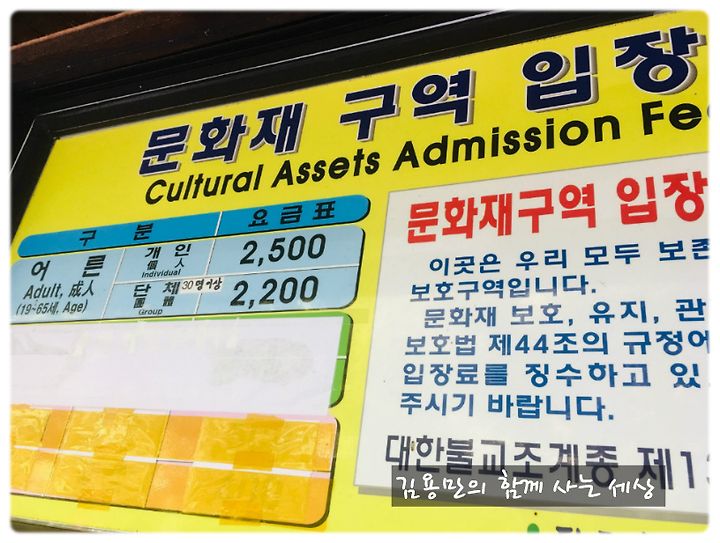 문화재 구역 입장
Cultural Assets Admission Fee
구 분 요금표
어 른 개 인 2,500
個 人
Adult, 成人 Individual
(19~65세, Age) 단 체 30명이상 2,200
團 體
Group
문화재구역 입장
이곳은 우리 모두 보존
보호구역입니다.
문화재 보호, 유지, 관
보호법 제44조의 규정에
입장료를 징수하고 있
주시기 바랍니다.
대한불교조계종 제1
김용만의 함께 사는 세상